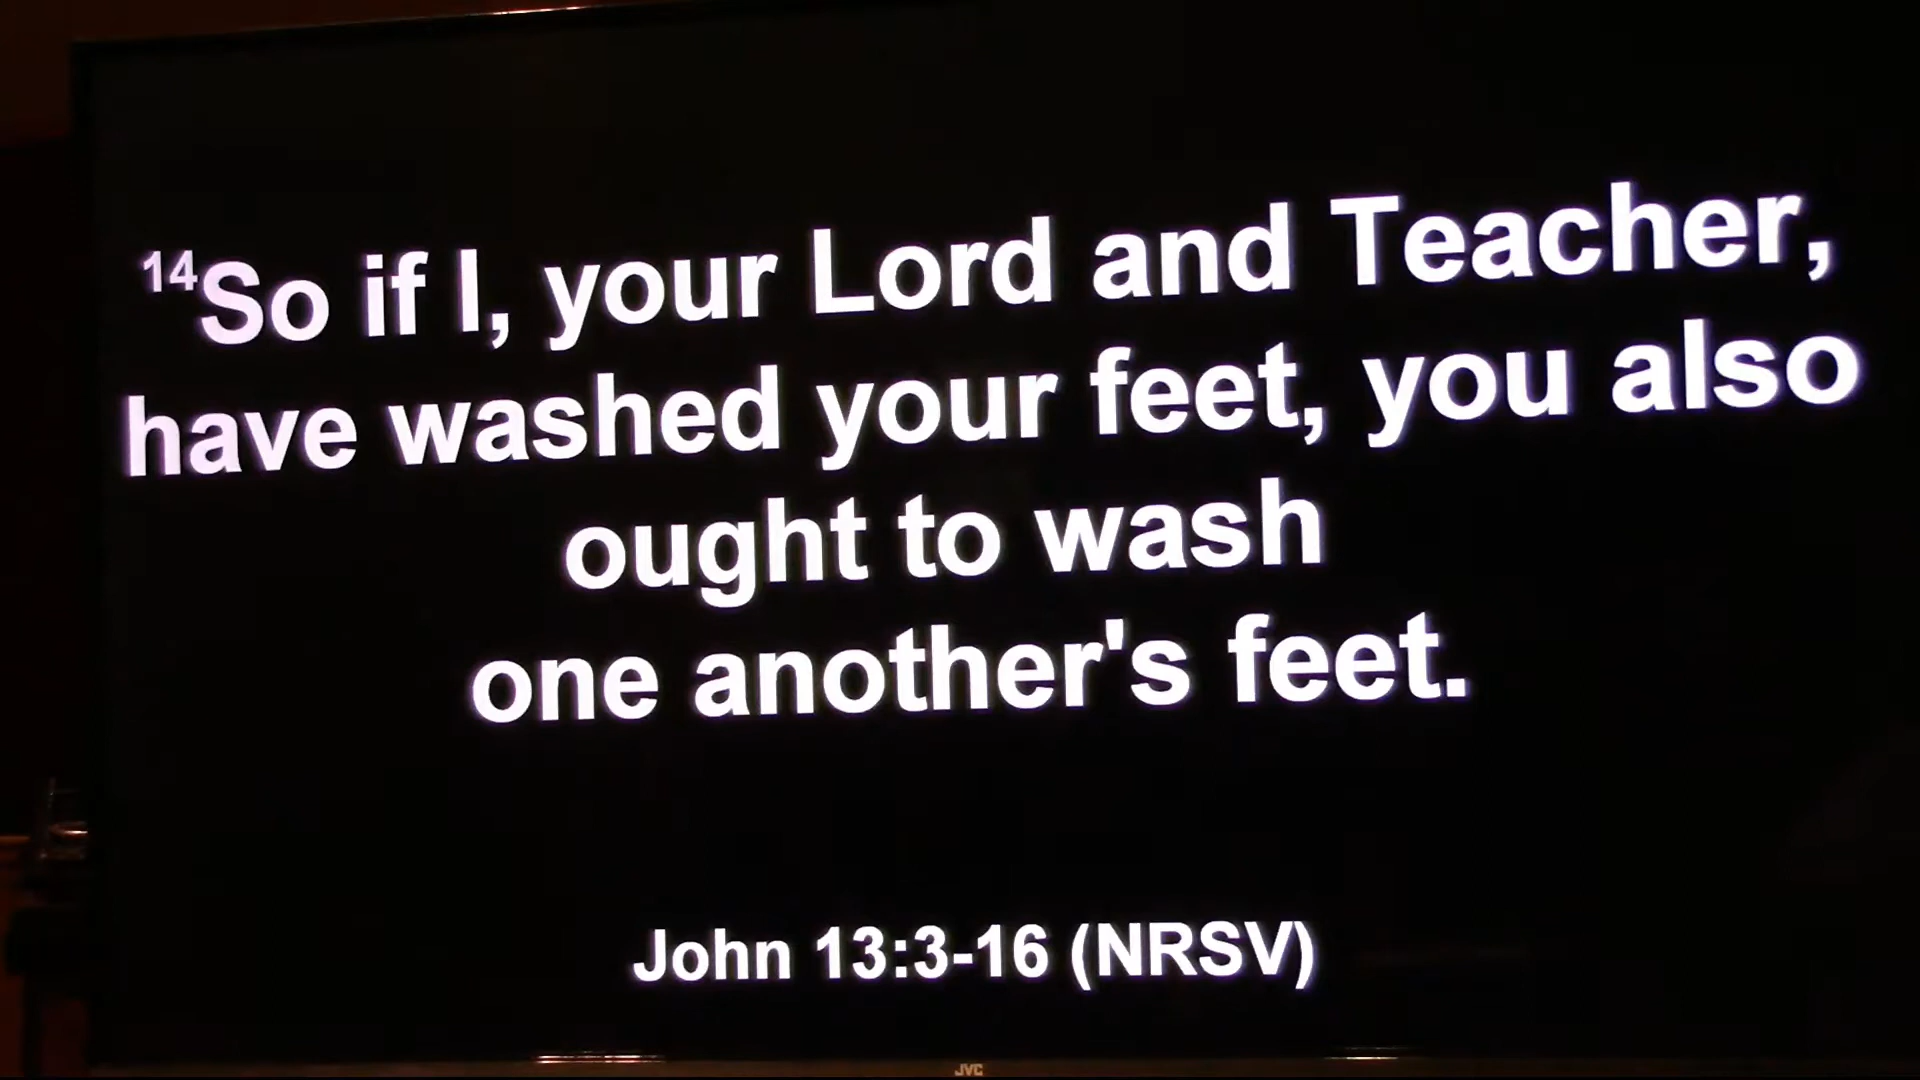 14So if I, your Lord and Teacher,
have washed your feet, you also
ought to wash
one another's feet.
John 13:3-16 (NRSV)
JVC